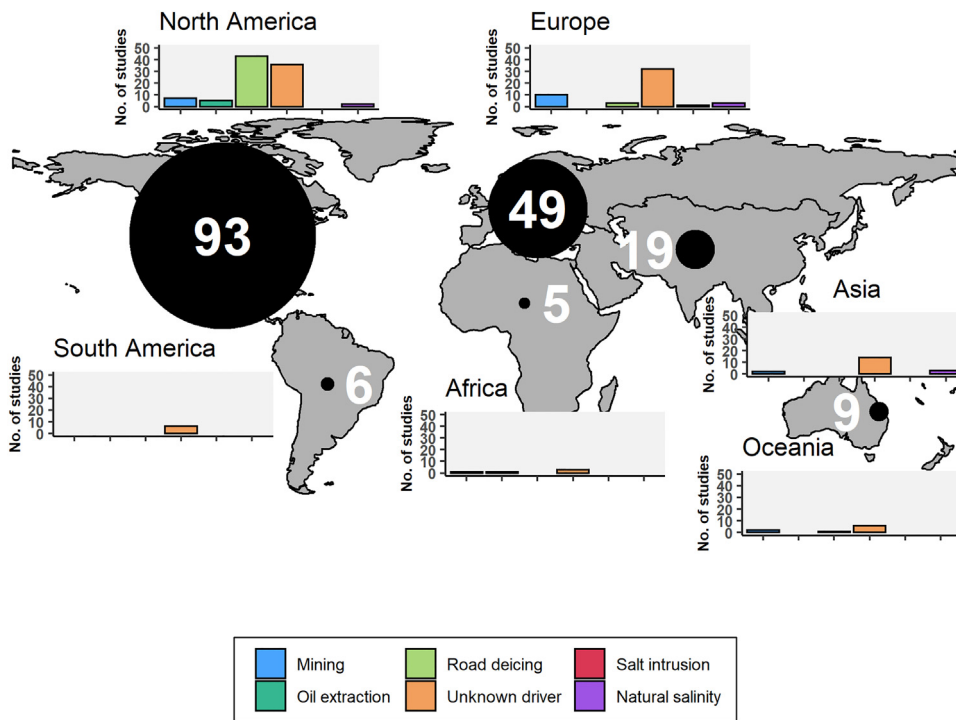 North America
No. of studies
50
40
30
20
10
0
Europe
No. of studies
50
40
30
20
10
0
93
49
19
5
6
9
South America
No. of studies
50
40
30
20
10
0
Africa
No. of studies
50
40
30
20
10
0
Asia
No. of studies
50
40
30
20
10
0
Oceania
No. of studies
50
40
30
20
10
0
Mining
Road deicing
Salt intrusion
Oil extraction
Unknown driver
Natural salinity